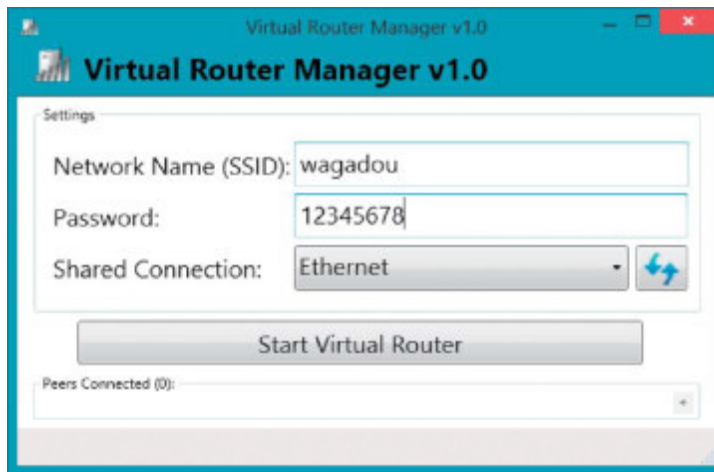 Virtual Router Manager v1.0
Virtual Router Manager v1.0
Settings
Network Name (SSID): wagadou
Password: 12345678
Shared Connection: Ethernet
Start Virtual Router
Peers Connected (0):